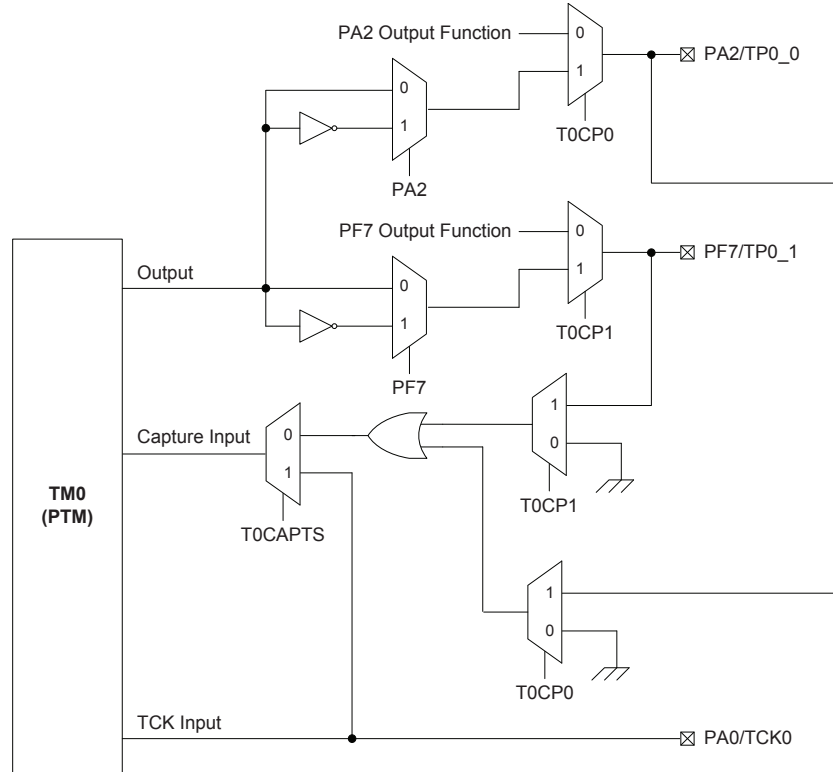 PA2 Output Function
0
1
T0CP0
PA2/TP0_0
0
1
PA2
PF7 Output Function
0
1
T0CP1
PF7/TP0_1
Output
0
1
PF7
Capture Input
0
1
T0CAPTS
1
0
T0CP1
TM0
(PTM)
1
0
T0CP0
TCK Input
PA0/TCK0